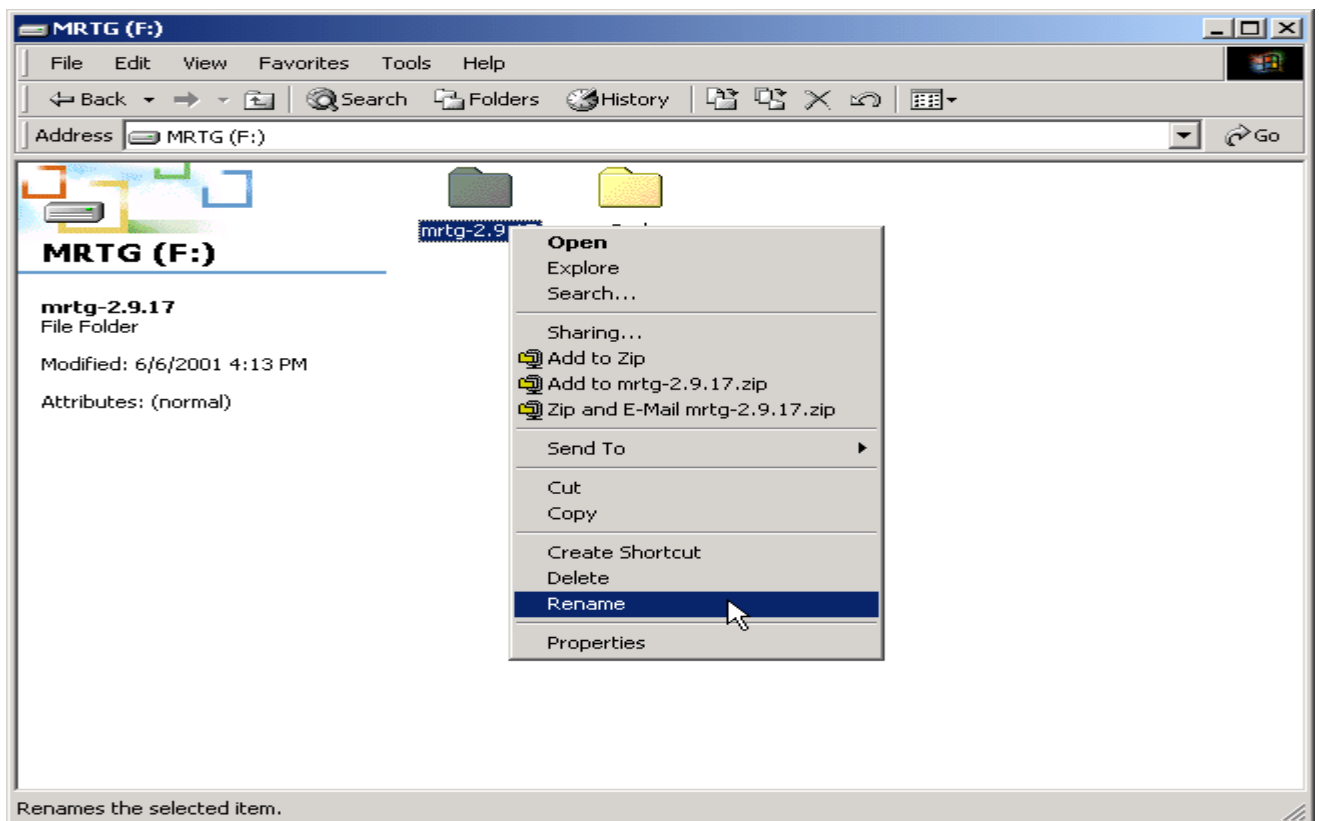 MRTG (F:)
File Edit View Favorites Tools Help
Back Search Folders History
Address MRTG (F:) Go
MRTG (F:)
mrtg-2.9.17
File Folder
Modified: 6/6/2001 4:13 PM
Attributes: (normal)
mrtg-2.9
Open
Explore
Search...
Sharing...
Add to Zip
Add to mrtg-2.9.17.zip
Zip and E-Mail mrtg-2.9.17.zip
Send To
Cut
Copy
Create Shortcut
Delete
Rename
Properties
Renames the selected item.